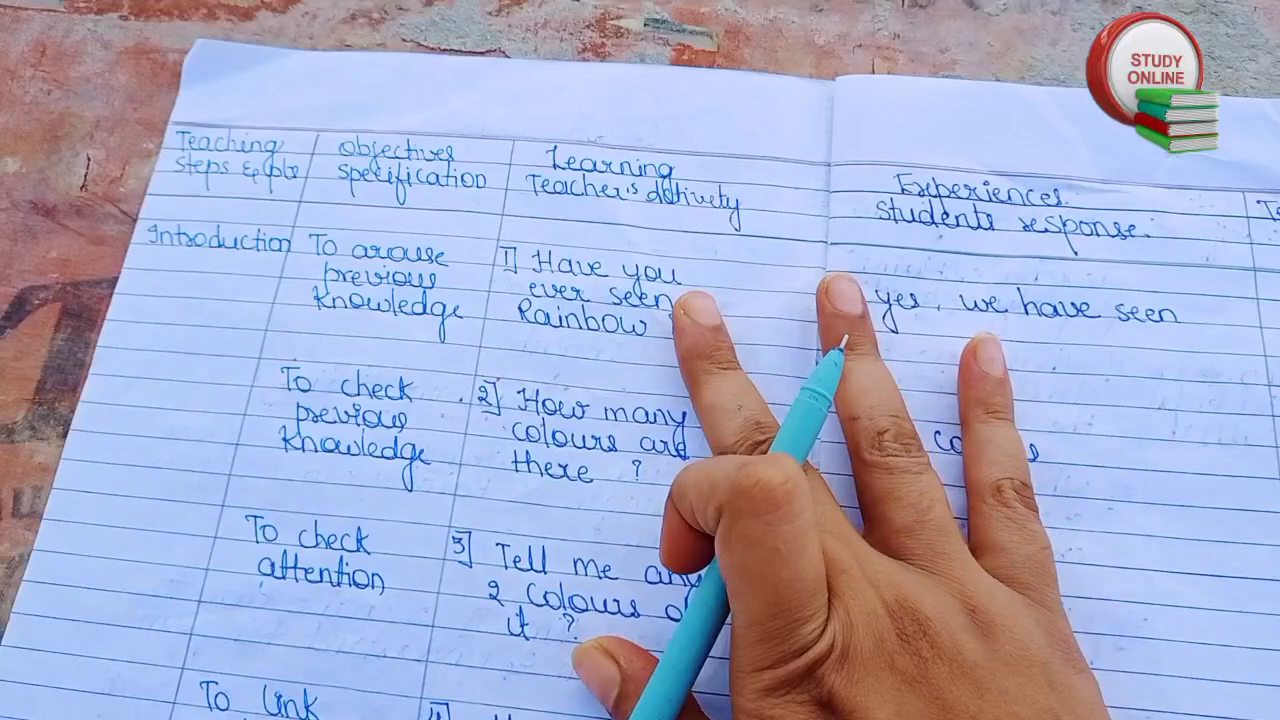 STUDY
ONLINE
Teaching
objectives
Learning
Steps
specification
Teacher's
Experiences.
Students response.
Introduction
To arouse
previous
knowledge
1] Have you
ever seen
Rainbow
yes, we have seen
To check
previous
knowledge
2] How many
colours are
there ?
To check
attention
3] Tell me any
2 colours
it ?
To link